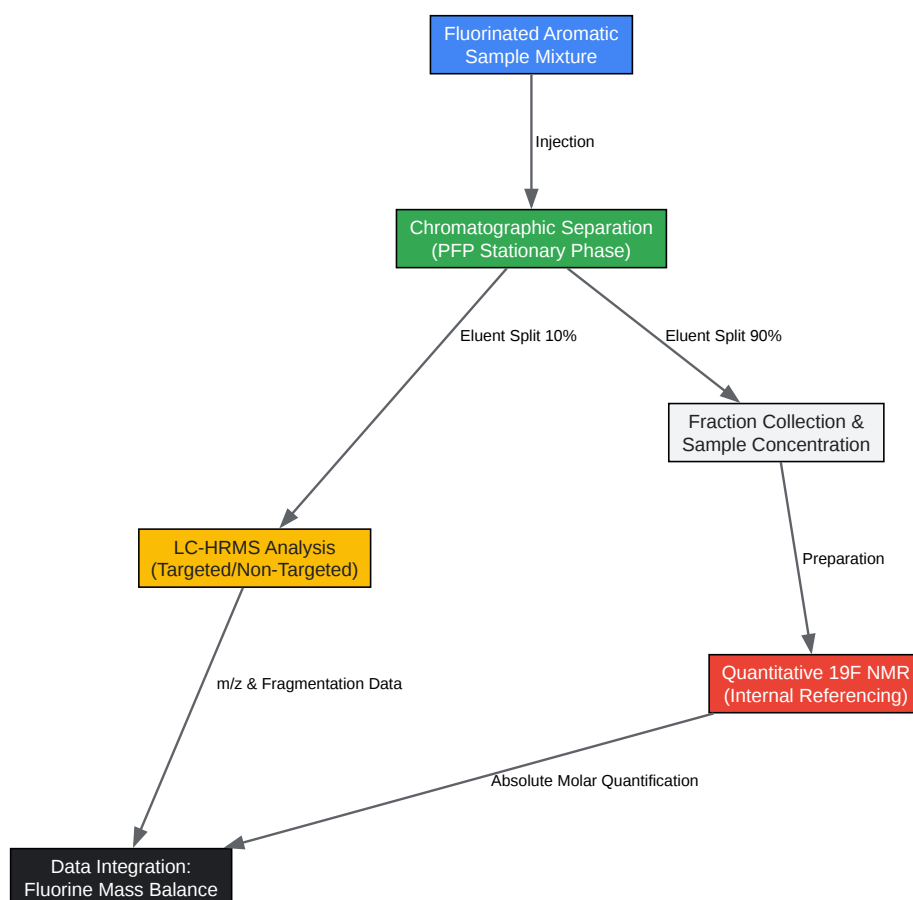 Fluorinated Aromatic
Sample Mixture
Injection
Chromatographic Separation
(PFP Stationary Phase)
Eluent Split 10%
Eluent Split 90%
Fraction Collection &
Sample Concentration
LC-HRMS Analysis
(Targeted/Non-Targeted)
Preparation
Quantitative 19F NMR
(Internal Referencing)
m/z & Fragmentation Data
Absolute Molar Quantification
Data Integration:
Fluorine Mass Balance